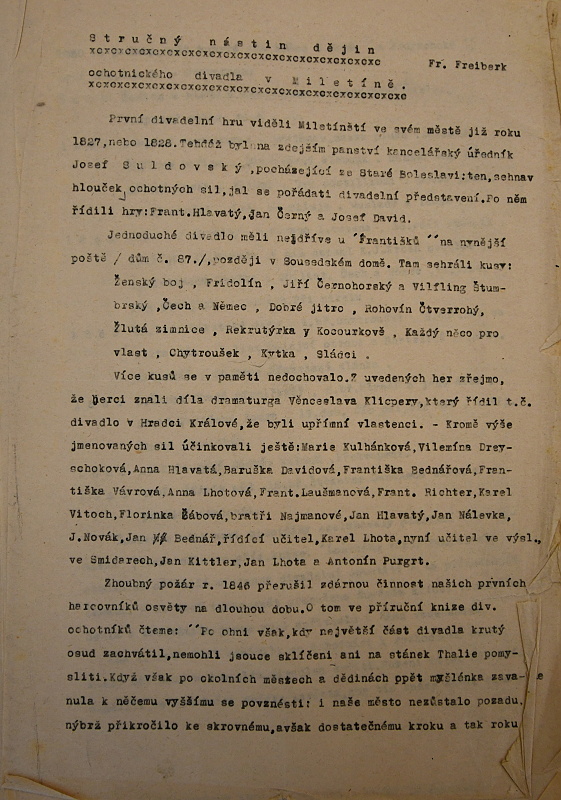 Stručný nástin dějin
xcxcxcxcxcxcxcxcxcxcxcxcxcxcxcxcxcxcxcxc
Fr. Freiberk
ochotnického divadla v Miletíně.
xcxcxcxcxcxcxcxcxcxcxcxcxcxcxcxcxcxcxcxcxcxc
První divadelní hru viděli Miletínští ve svém městě již roku
1827,nebo 1828.Tehdáž byl na zdejším panství kancelářský úředník
Josef Suldovský,pocházející ze Staré Boleslavi:ten,sehnav
hlouček ochotných sil,jal se pořádati divadelní představení.Po něm
řídili hry:Frant.Hlavatý,Jan Černý a Josef David.
Jednoduché divadlo měli nejdříve u ´´Františků ´´na nynější
poště / dům č. 87./,později v Sousedském domě. Tam sehráli kusy:
Ženský boj , Fridolín , Jiří Černohorský a Vilfling Štum-
brský ,Čech a Němec , Dobré jitro , Rohovín Čtverrohý,
Žlutá zimnice , Rekrutýrka y Kocourkově , Každý něco pro
vlast , Chytroušek , Kytka , Sládci .
Více kusů se v paměti nedochovalo.Z uvedených her zřejmo,
že herci znali díla dramaturga Věnceslava Klicpery,který řídil t.č.
divadlo v Hradci Králové,že byli upřímní vlastenci. - Kromě výše
jmenovaných sil účinkovali ještě:Marie Kulhánková,Vilemína Drey-
schoková,Anna Hlavatá,Baruška Davidová,Františka Bednářová,Fran-
tiška Vávrová,Anna Lhotová,Frant.Laušmanová,Frant. Richter,Karel
Vitoch,Florinka Bábová,bratři Najmanové,Jan Hlavatý,Jan Nálevka,
J.Novák,Jan Bednář,řídící učitel,Karel Lhota,nyní učitel ve výsl.,
ve Smidarech,Jan Kittler,Jan Lhota a Antonín Purgrt.
Zhoubný požár r. 1846 přerušil zdárnou činnost našich prvních
harcovníků osvěty na dlouhou dobu.O tom ve příruční knize div.
ochotníků čteme: ´´Po ohni však,kdy největší část divadla krutý
osud zachvátil,nemohli jsouce sklíčeni ani na stánek Thalie pomy-
sliti.Když však po okolních městech a dědinách opět myšlénka zava-
nula k něčemu vyššímu se povznésti: i naše město nezůstalo pozadu,
nýbrž přikročilo ke skrovnému,avšak dostatečnému kroku a tak roku